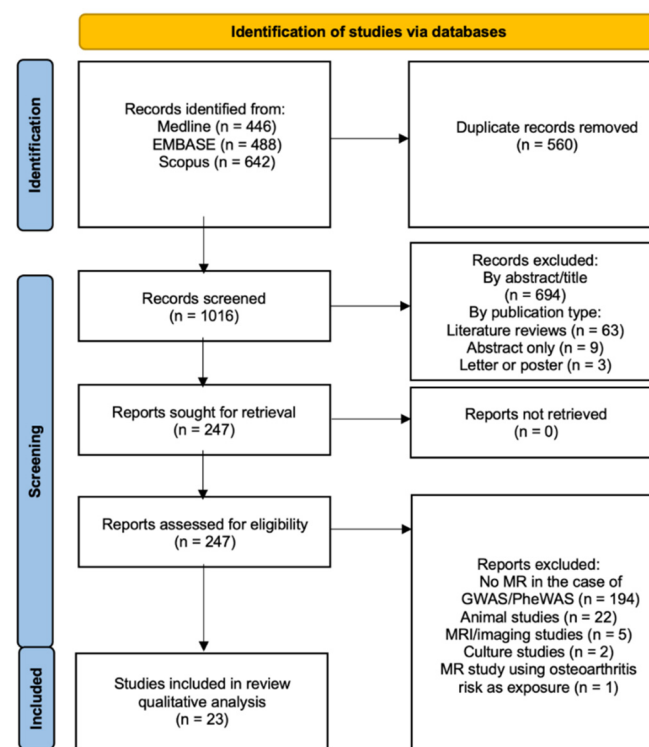 Identification of studies via databases
Identification
Records identified from:
Medline (n = 446)
EMBASE (n = 488)
Scopus (n = 642)
Duplicate records removed
(n = 560)
Screening
Records screened
(n = 1016)
Records excluded:
By abstract/title
(n = 694)
By publication type:
Literature reviews (n = 63)
Abstract only (n = 9)
Letter or poster (n = 3)
Reports sought for retrieval
(n = 247)
Reports not retrieved
(n = 0)
Reports assessed for eligibility
(n = 247)
Reports excluded:
No MR in the case of
GWAS/PheWAS (n = 194)
Animal studies (n = 22)
MRI/imaging studies (n = 5)
Culture studies (n = 2)
MR study using osteoarthritis
risk as exposure (n = 1)
Included
Studies included in review
qualitative analysis
(n = 23)